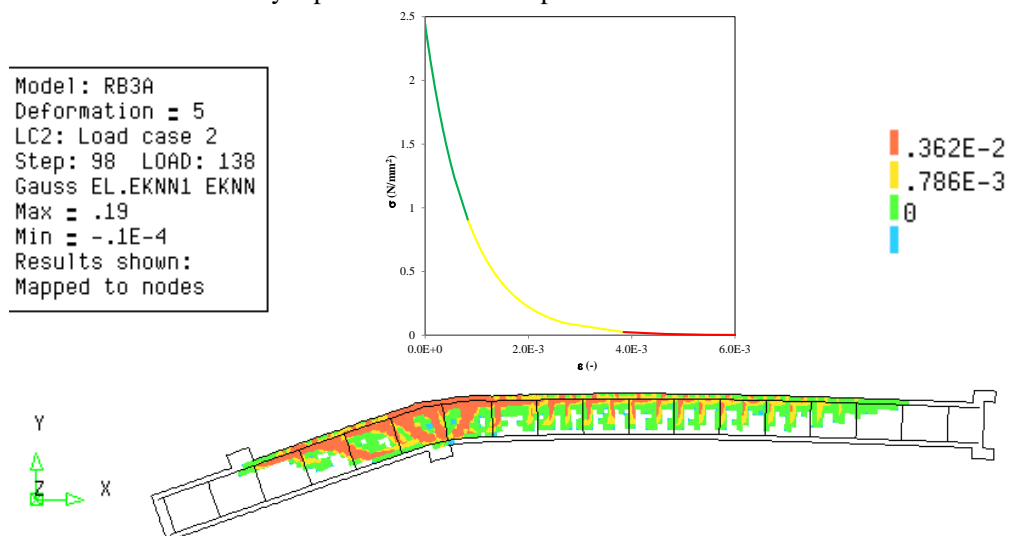 Model: RB3A
Deformation = 5
LC2: Load case 2
Step: 98 LOAD: 138
Gauss EL.EKNN1 EKNN
Max = .19
Min = -.1E-4
Results shown:
Mapped to nodes
2.5
2
1.5
1
0.5
0
σ (N/mm²)
0.0E+0 2.0E-3 4.0E-3 6.0E-3
ε (-)
.362E-2
.786E-3
0
Y
Z X